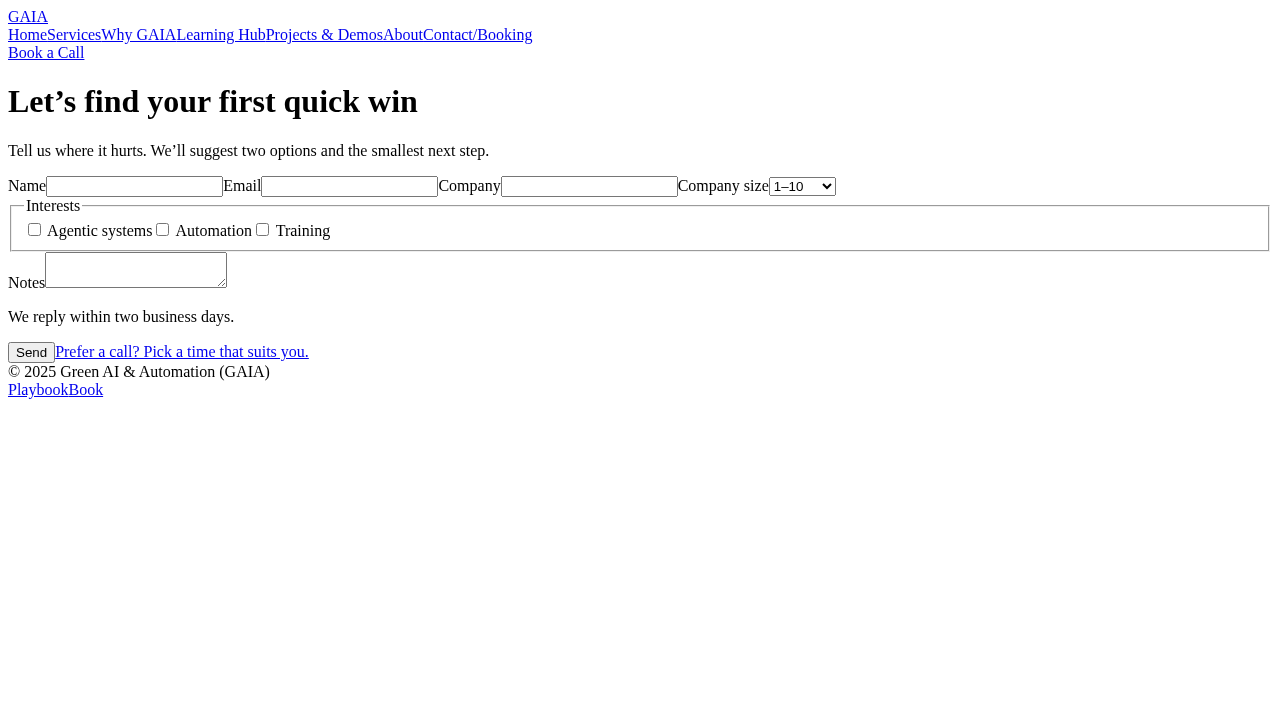 GAIA
HomeServicesWhy GAIALearning HubProjects & DemosAboutContact/Booking
Book a Call
Let’s find your first quick win
Tell us where it hurts. We’ll suggest two options and the smallest next step.
Name Email Company Company size 1–10
Interests
Agentic systems Automation Training
Notes
We reply within two business days.
Send Prefer a call? Pick a time that suits you.
© 2025 Green AI & Automation (GAIA)
PlaybookBook